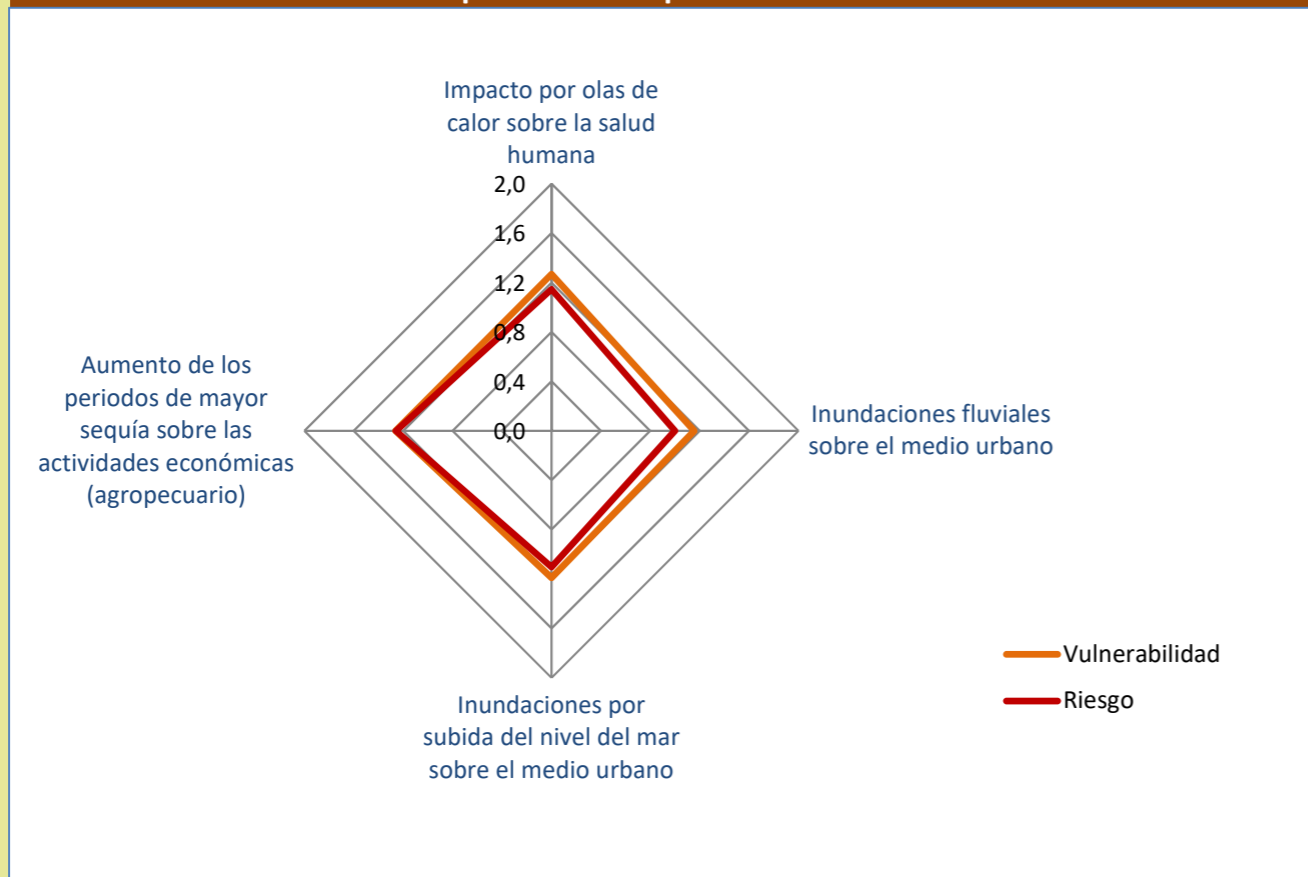 Impacto por olas de
calor sobre la salud
humana
2,0
1,6
1,2
0,8
0,4
0,0
Aumento de los
periodos de mayor
sequía sobre las
actividades económicas
(agropecuario)
Inundaciones fluviales
sobre el medio urbano
Inundaciones por
subida del nivel del mar
sobre el medio urbano
Vulnerabilidad
Riesgo